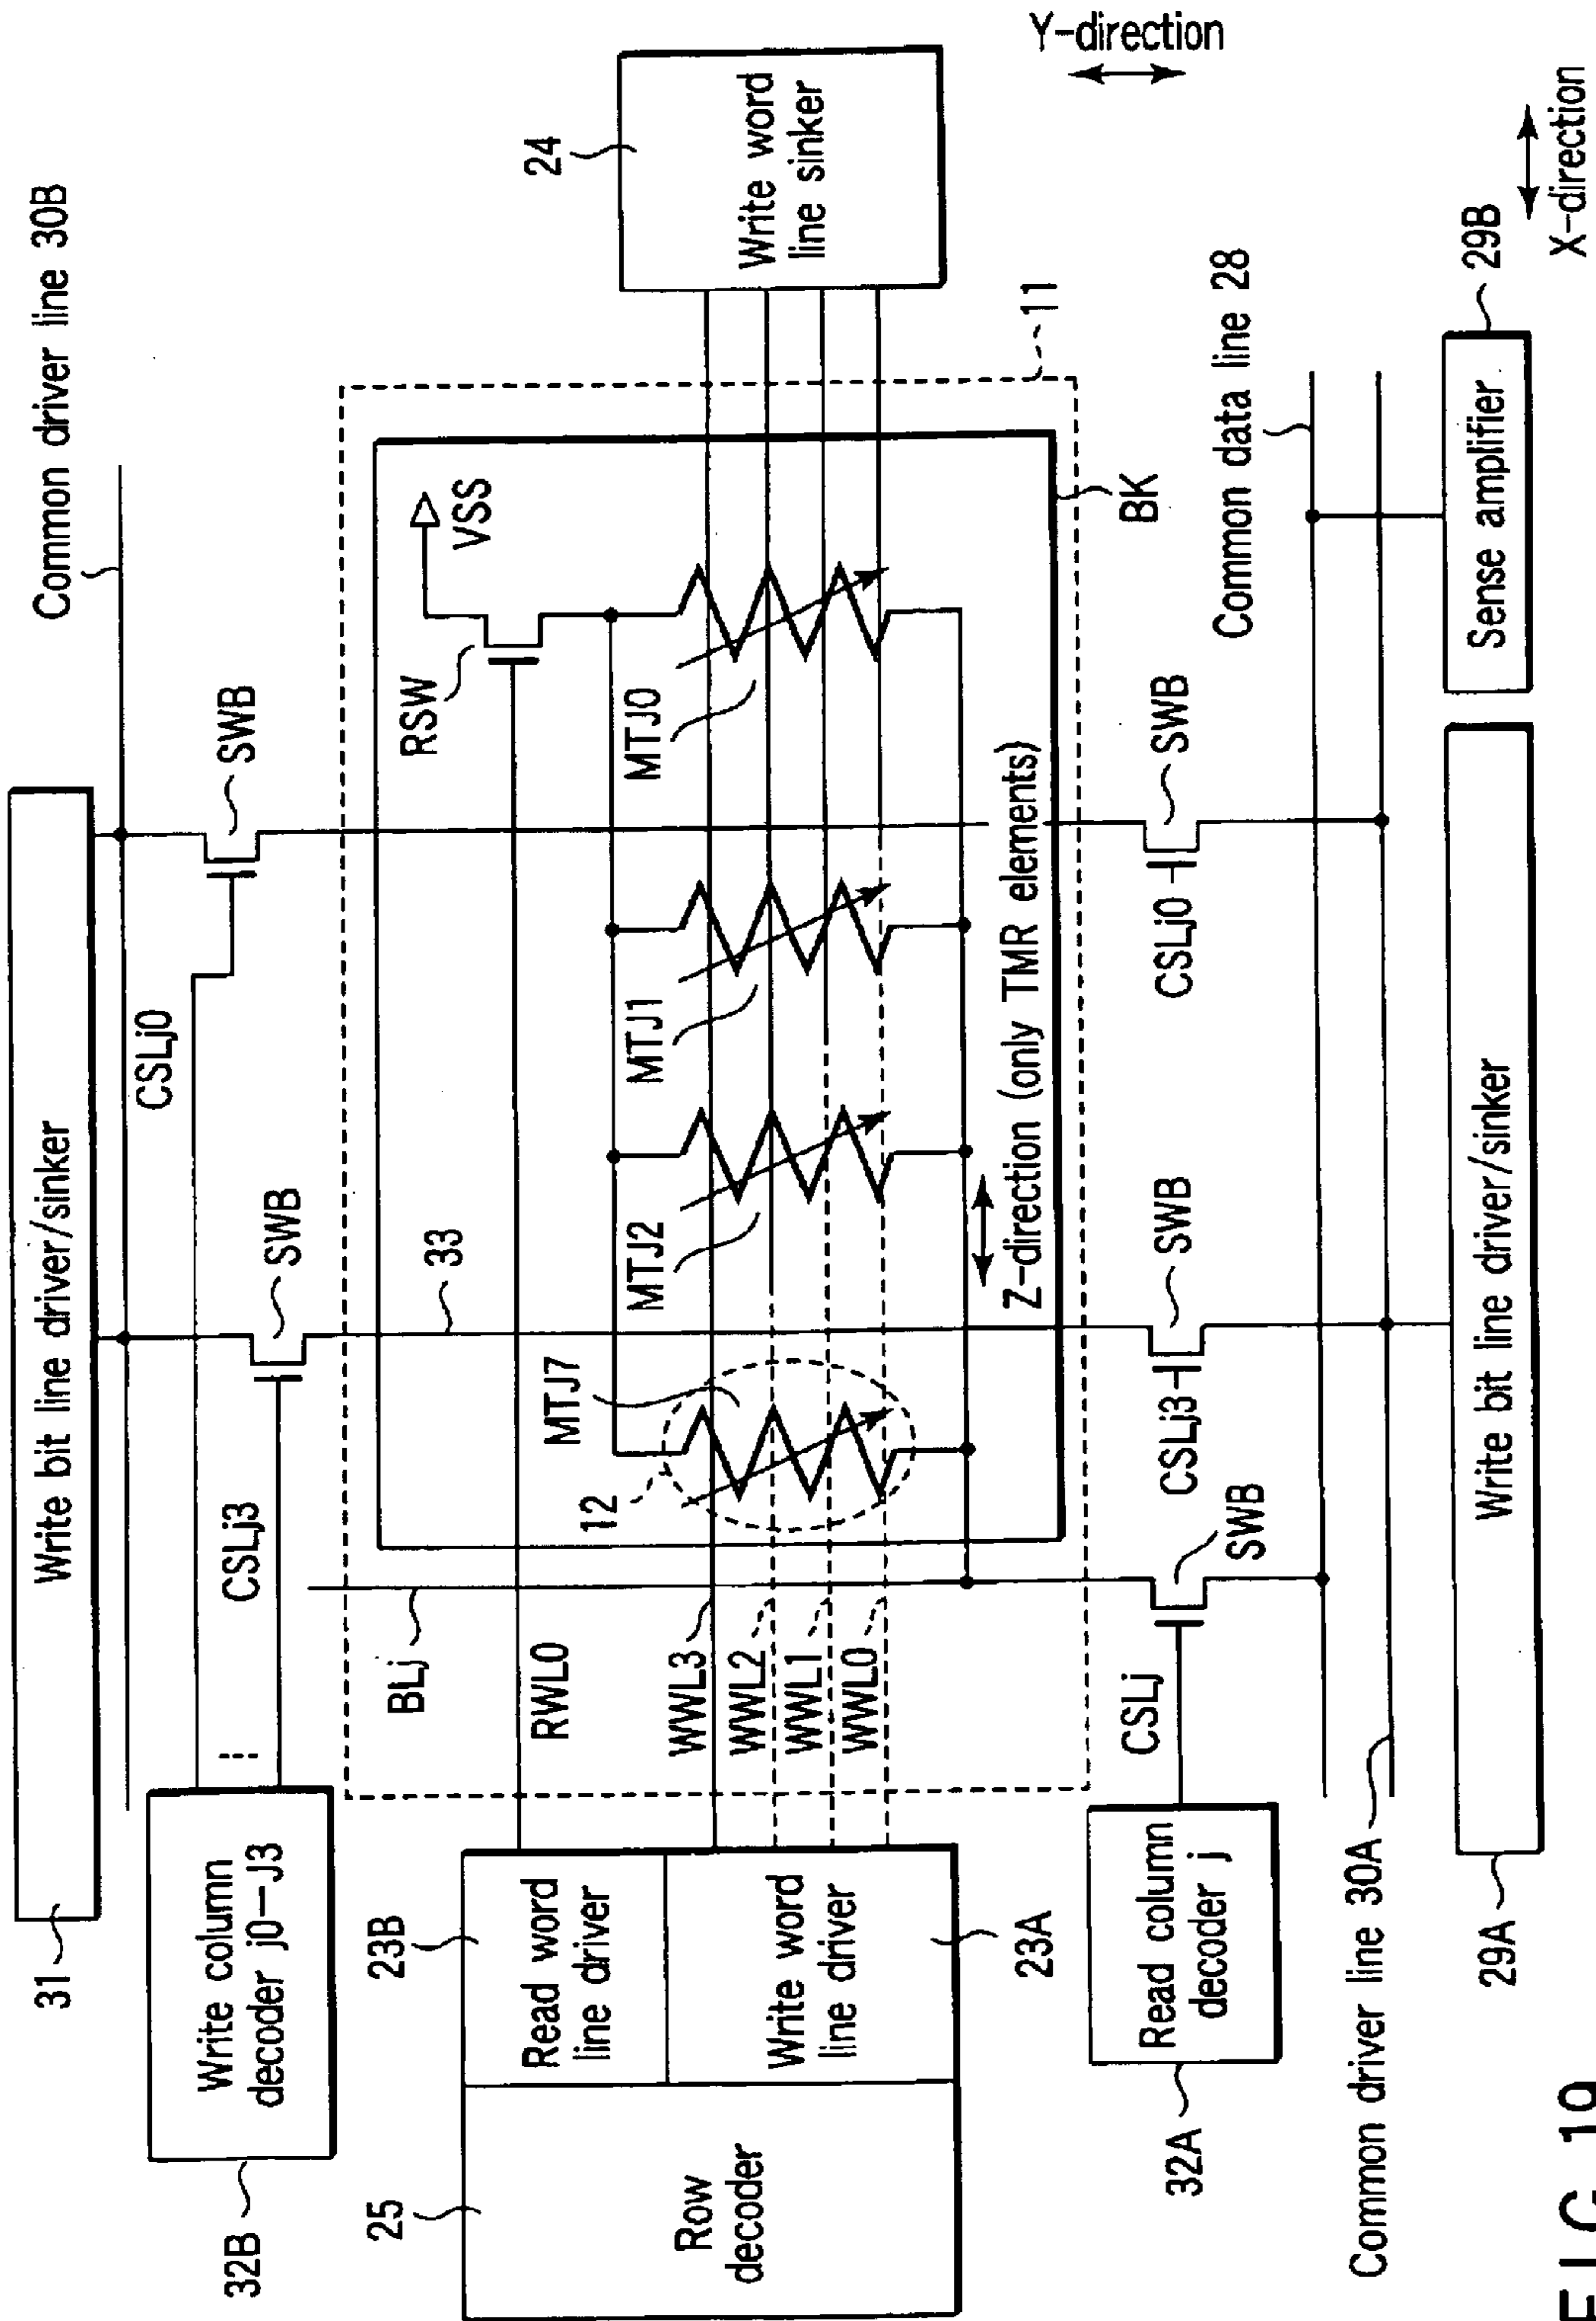 31
Write bit line driver/sinker
Common driver line 30B
32B
Write column
decoder j0-J3
CSLj0
CSLj3
SWB
SWB
33
25
Row
decoder
23B
Read word
line driver
Write word
line driver
23A
BLj
RWL0
WWL3
WWL2
WWL1
WWL0
12
MTJ7
MTJ2
MTJ1
MTJ0
RSW
VSS
Z-direction (only TMR elements)
BK
11
24
Write word
line sinker
32A
Read column
decoder j
CSLj
SWB
CSLj3
SWB
CSLj0
SWB
Common data line 28
Common driver line 30A
29A
Write bit line driver/sinker
Sense amplifier
29B
Y-direction
X-direction
FIG. 19